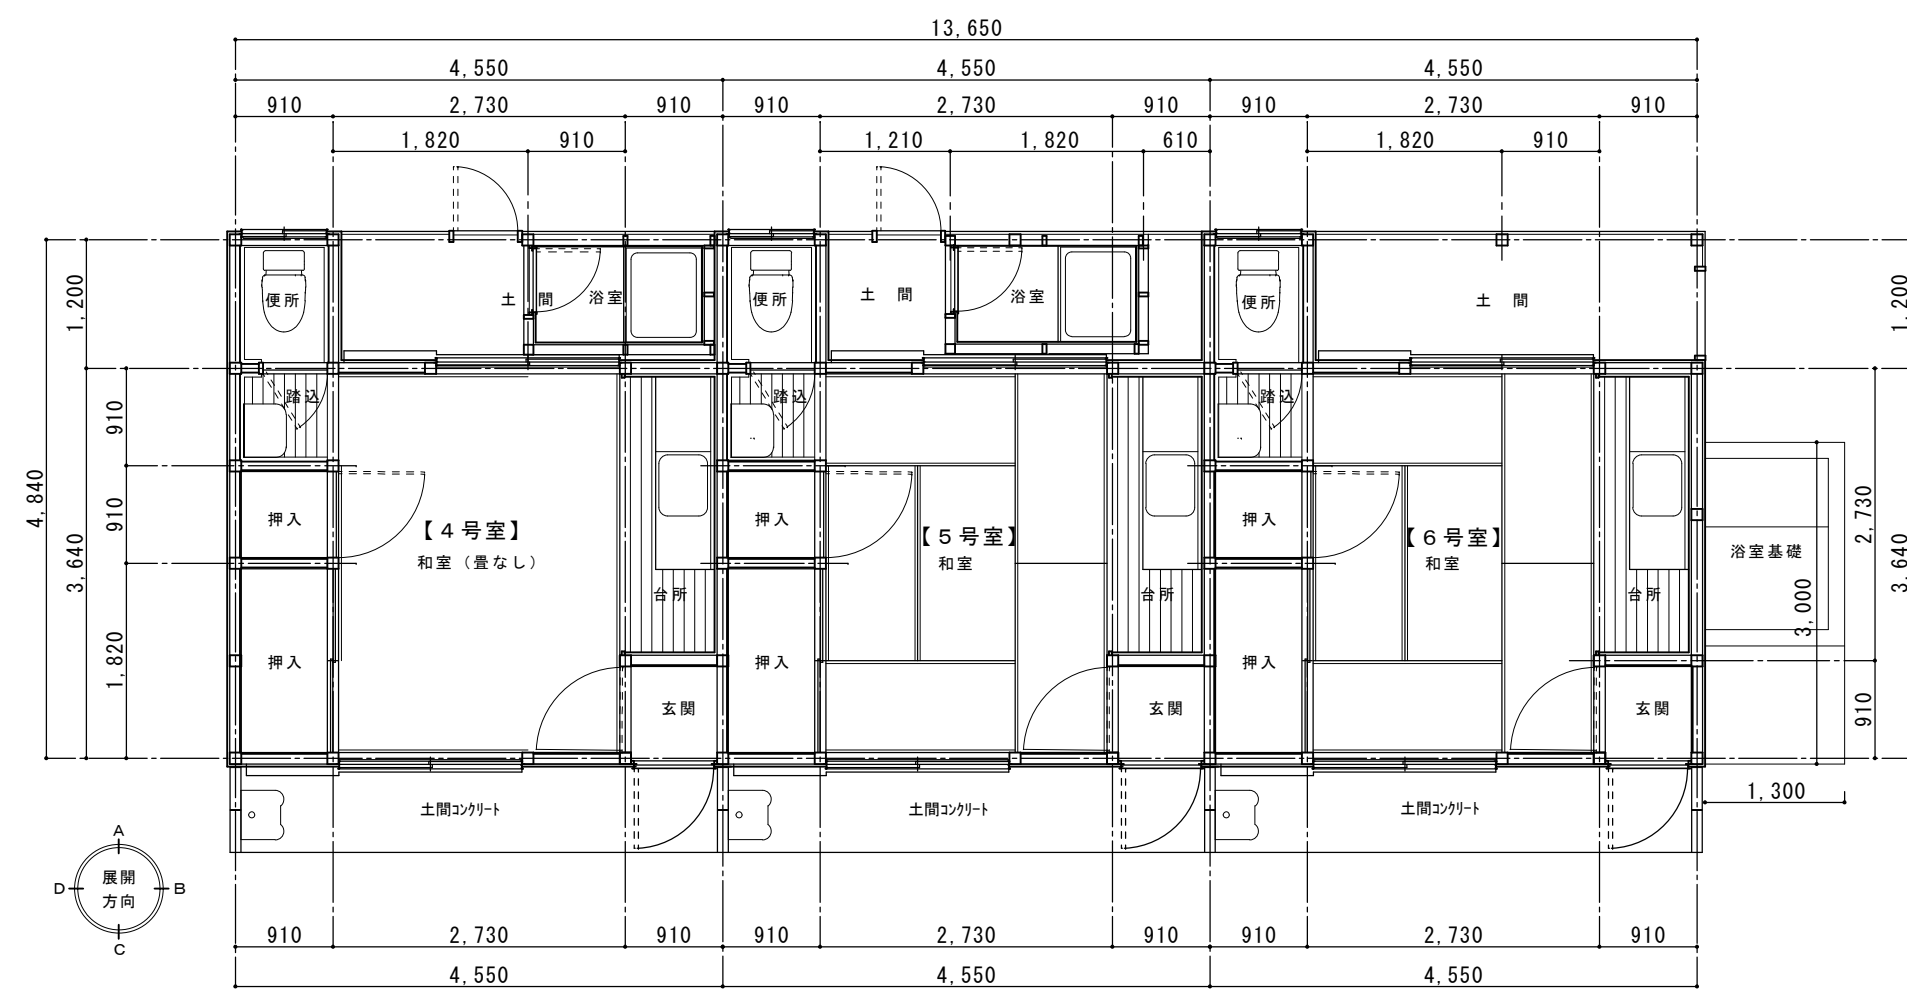 13,650
4,550 4,550 4,550
910 2,730 910 910 2,730 910 910 2,730 910
1,820 910 1,210 1,820 610 1,820 910
便所 土 間 浴室 便所 土 間 浴室 便所 土 間
1,200 1,200
踏込 踏込 踏込
910
4,840
910
3,640
1,820
2,730
3,640
910
押入 【4号室】 押入 【5号室】 押入 【6号室】
和室(畳なし) 和室 和室
浴室基礎
3,000
台所 台所 台所
押入 押入 押入
玄関 玄関 玄関
1,300
土間コンクリート 土間コンクリート 土間コンクリート
A
展開
D B
方向
C
910 2,730 910 910 2,730 910 910 2,730 910
4,550 4,550 4,550